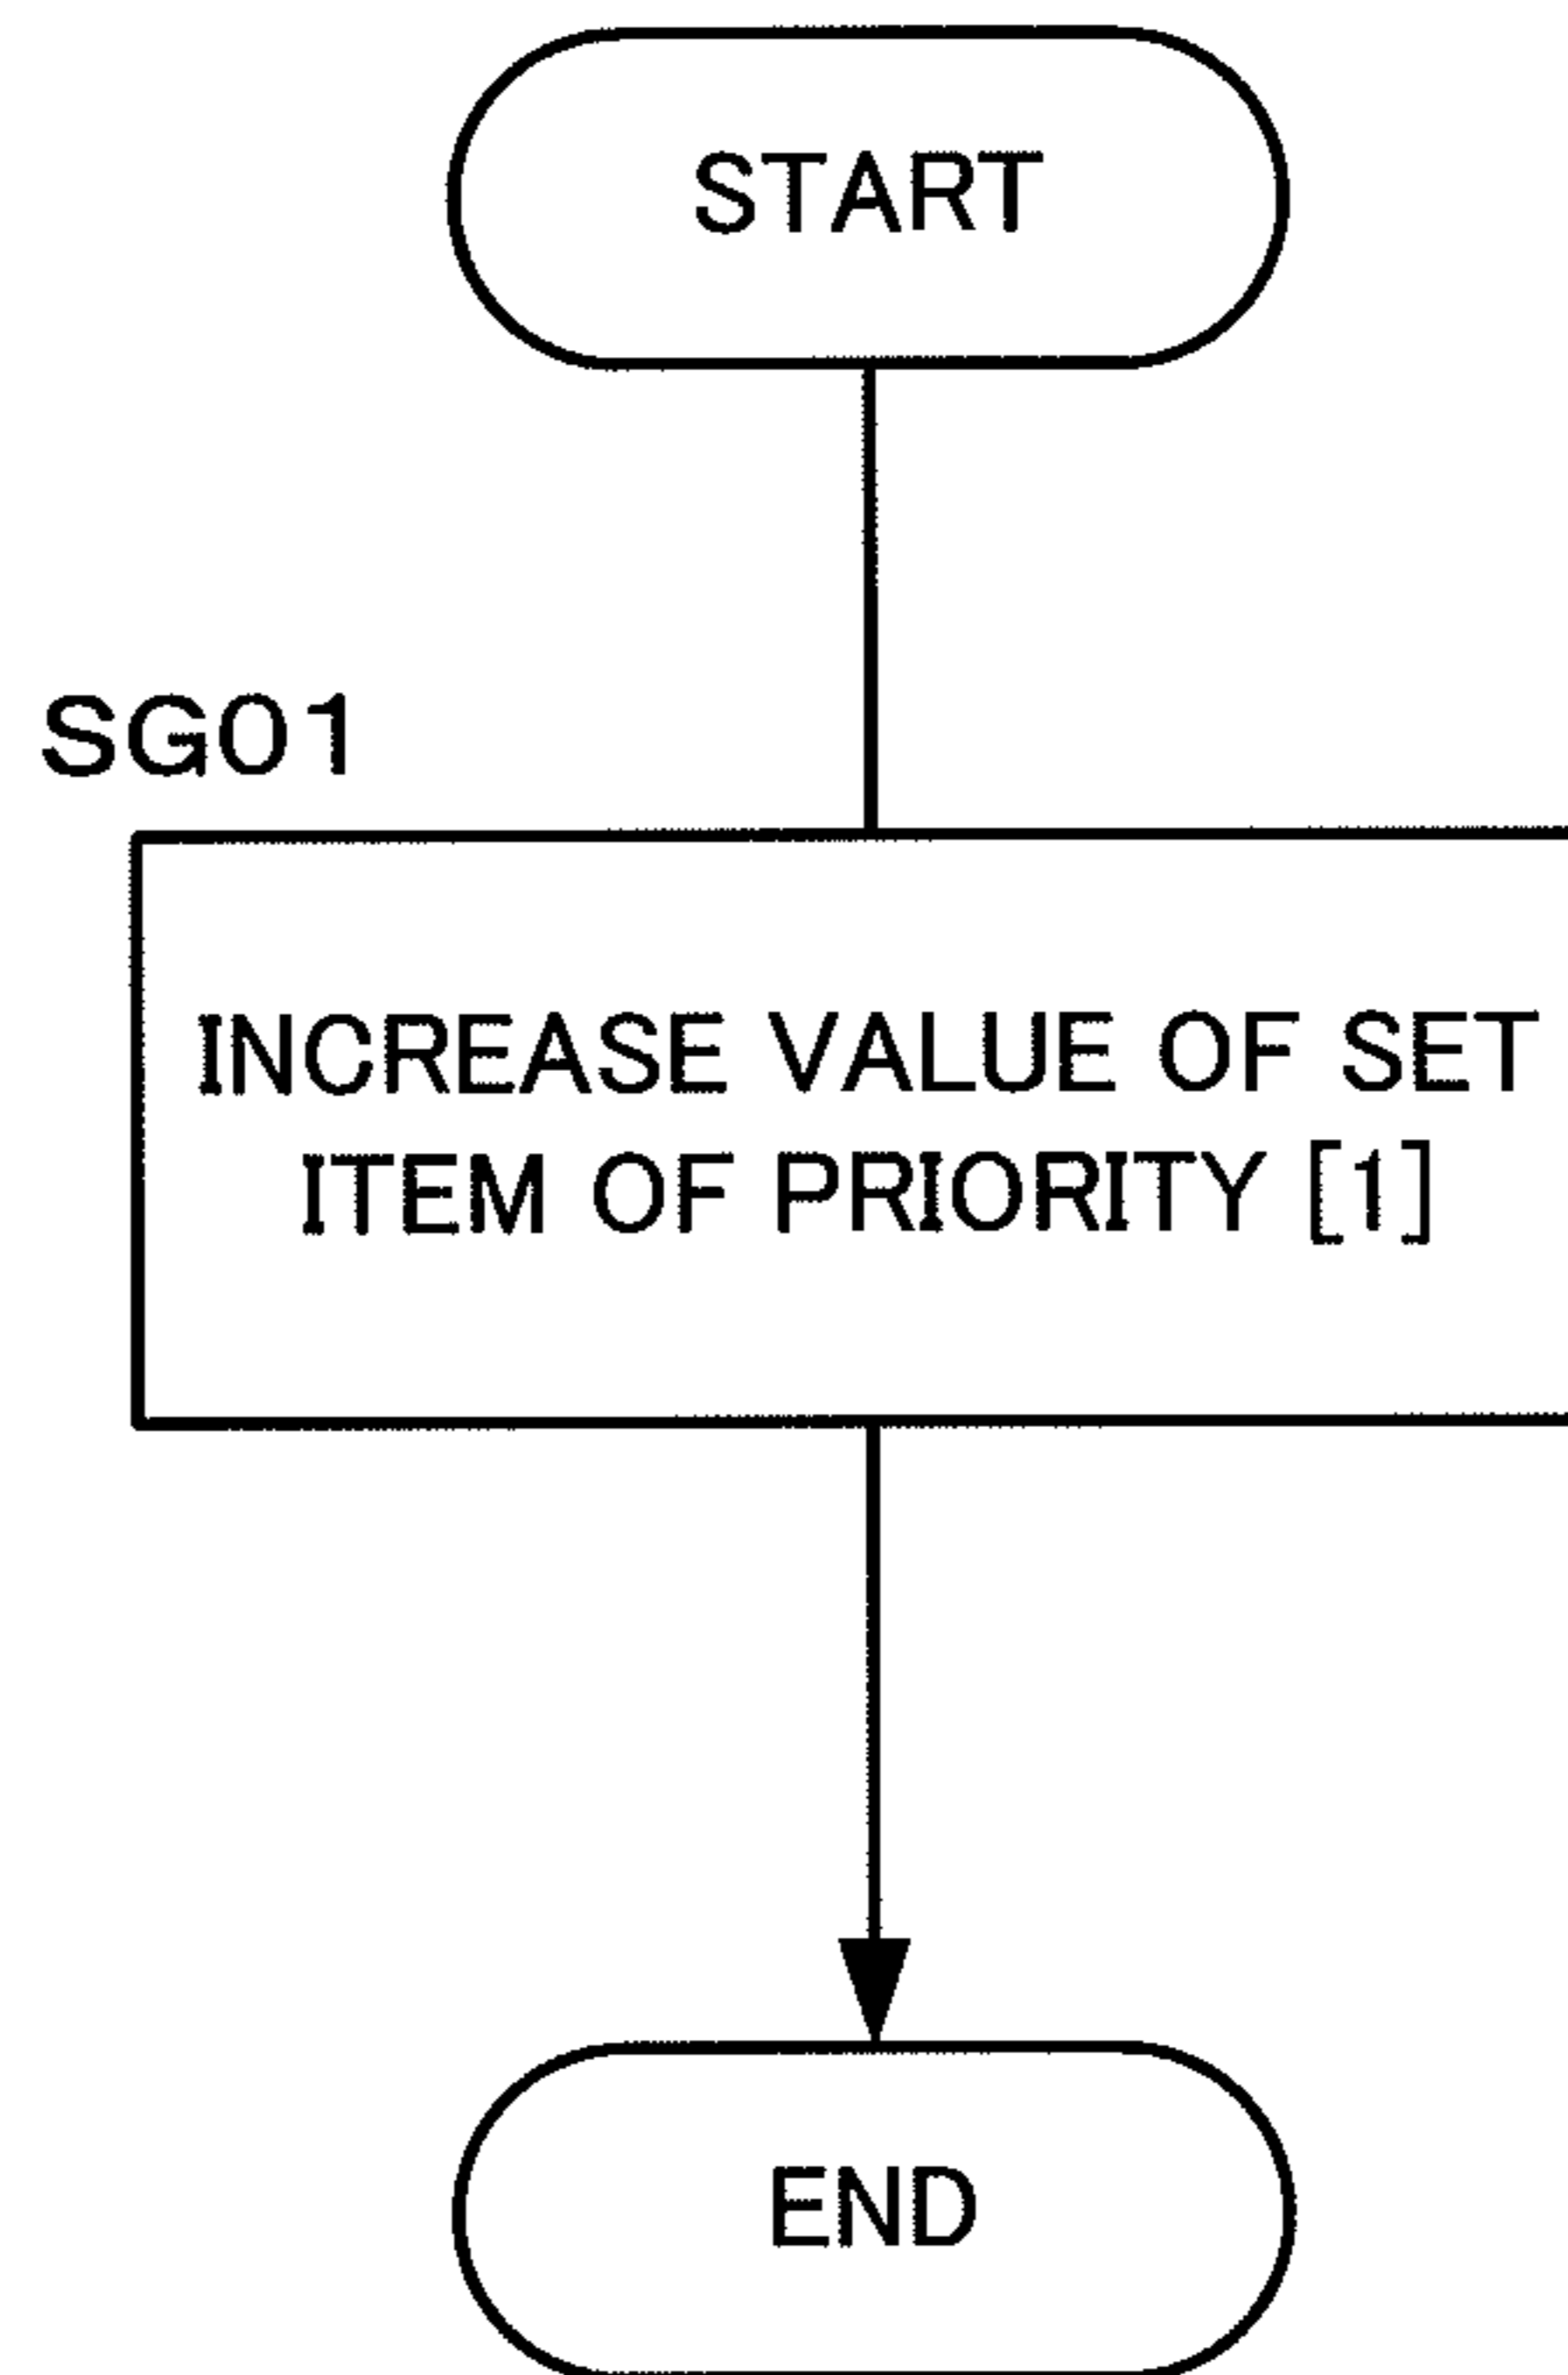 START
SG01
INCREASE VALUE OF SET
ITEM OF PRIORITY [1]
END